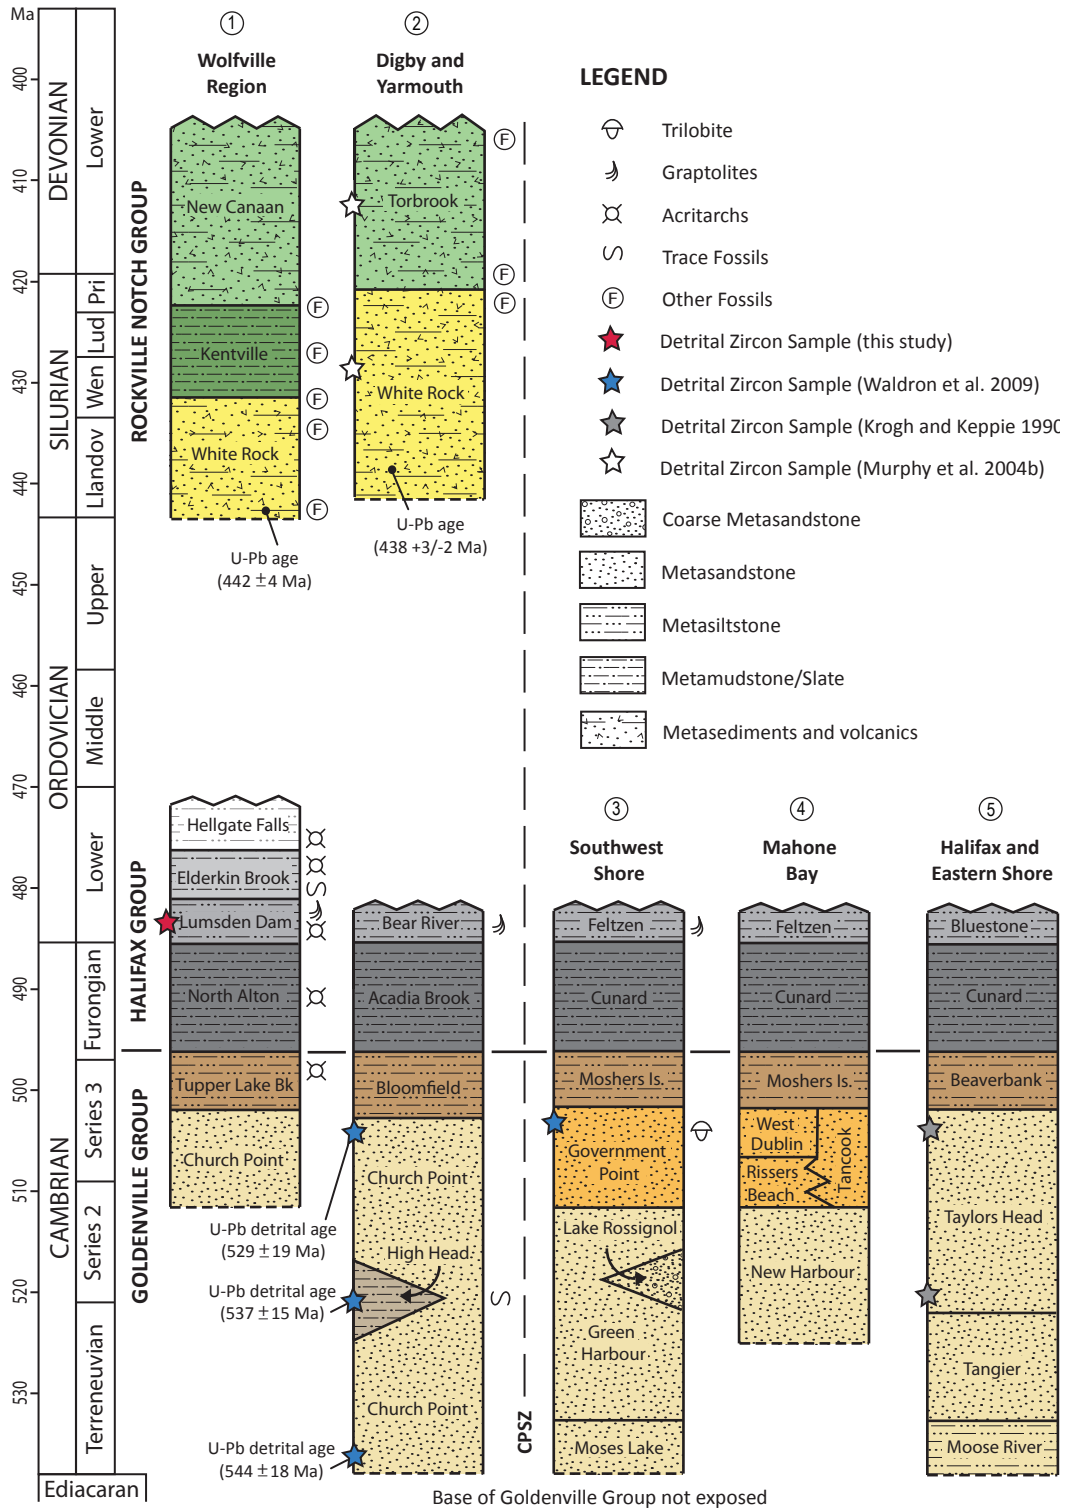 Ma
400
410
420
430
440
450
460
470
480
490
500
510
520
530
DEVONIAN
SILURIAN
ORDOVICIAN
CAMBRIAN
Lower
Pri
Lud
Wen
Llandov
Upper
Middle
Lower
Furongian
Series 3
Series 2
Terreneuvian
Ediacaran
ROCKVILLE NOTCH GROUP
HALIFAX GROUP
GOLDENVILLE GROUP
1
Wolfville
Region
New Canaan
Kentville
White Rock
F
F
F
F
F
U-Pb age
(442 ± 4 Ma)
Hellgate Falls
Elderkin Brook
Lumsden Dam
North Alton
Tupper Lake Bk
Church Point
2
Digby and
Yarmouth
Torbrook
White Rock
F
F
F
U-Pb age
(438 +3/-2 Ma)
Bear River
Acadia Brook
Bloomfield
Church Point
High Head
Church Point
U-Pb detrital age
(529 ± 19 Ma)
U-Pb detrital age
(537 ± 15 Ma)
U-Pb detrital age
(544 ± 18 Ma)
CPSZ
LEGEND
Trilobite
Graptolites
Acritarchs
Trace Fossils
F Other Fossils
Detrital Zircon Sample (this study)
Detrital Zircon Sample (Waldron et al. 2009)
Detrital Zircon Sample (Krogh and Keppie 1990
Detrital Zircon Sample (Murphy et al. 2004b)
Coarse Metasandstone
Metasandstone
Metasiltstone
Metamudstone/Slate
Metasediments and volcanics
3
Southwest
Shore
Feltzen
Cunard
Moshers Is.
Government
Point
Lake Rossignol
Green
Harbour
Moses Lake
4
Mahone
Bay
Feltzen
Cunard
Moshers Is.
West
Dublin
Rissers
Beach
Tancook
New Harbour
5
Halifax and
Eastern Shore
Bluestone
Cunard
Beaverbank
Taylors Head
Tangier
Moose River
Base of Goldenville Group not exposed